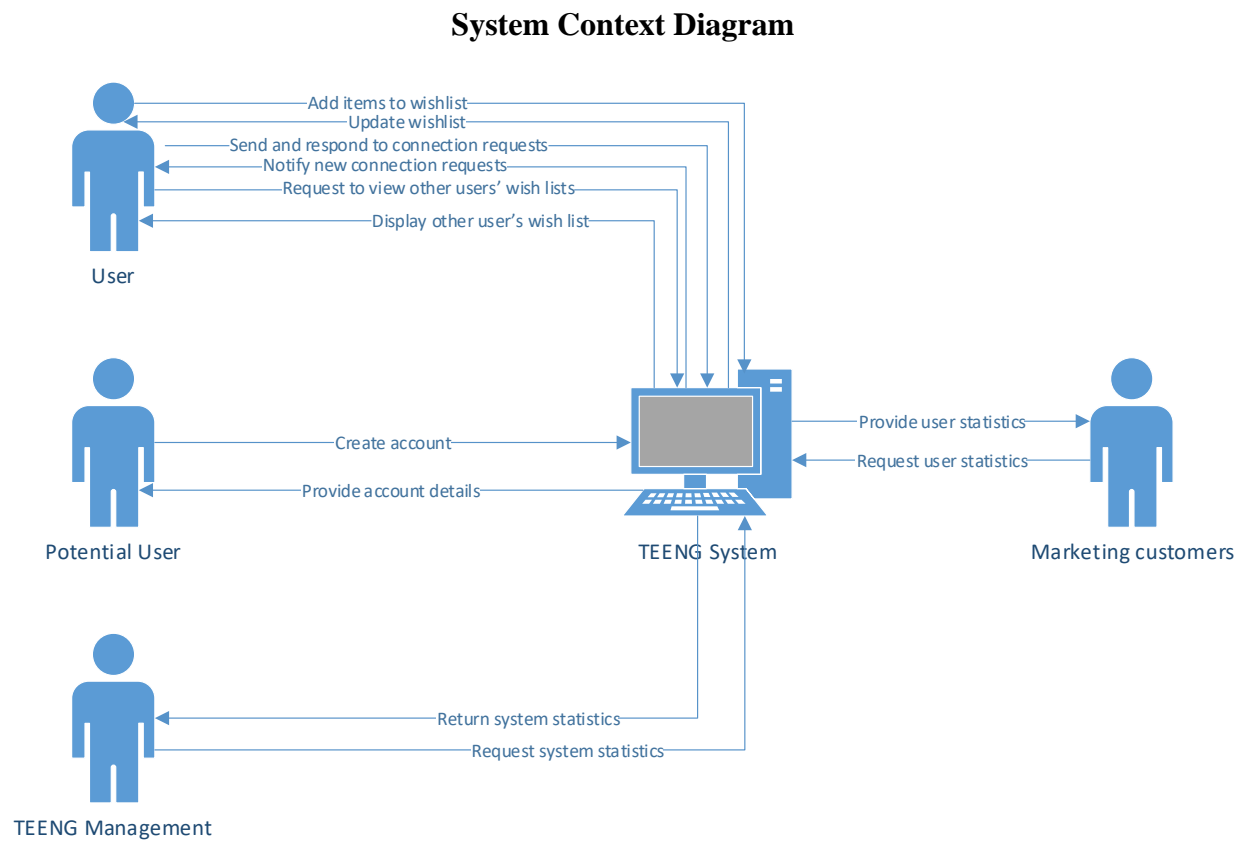 System Context Diagram
Add items to wishlist
Update wishlist
Send and respond to connection requests
Notify new connection requests
Request to view other users’ wish lists
Display other user’s wish list
User
Create account
Provide account details
Potential User
TEENG System
Provide user statistics
Request user statistics
Marketing customers
Return system statistics
Request system statistics
TEENG Management